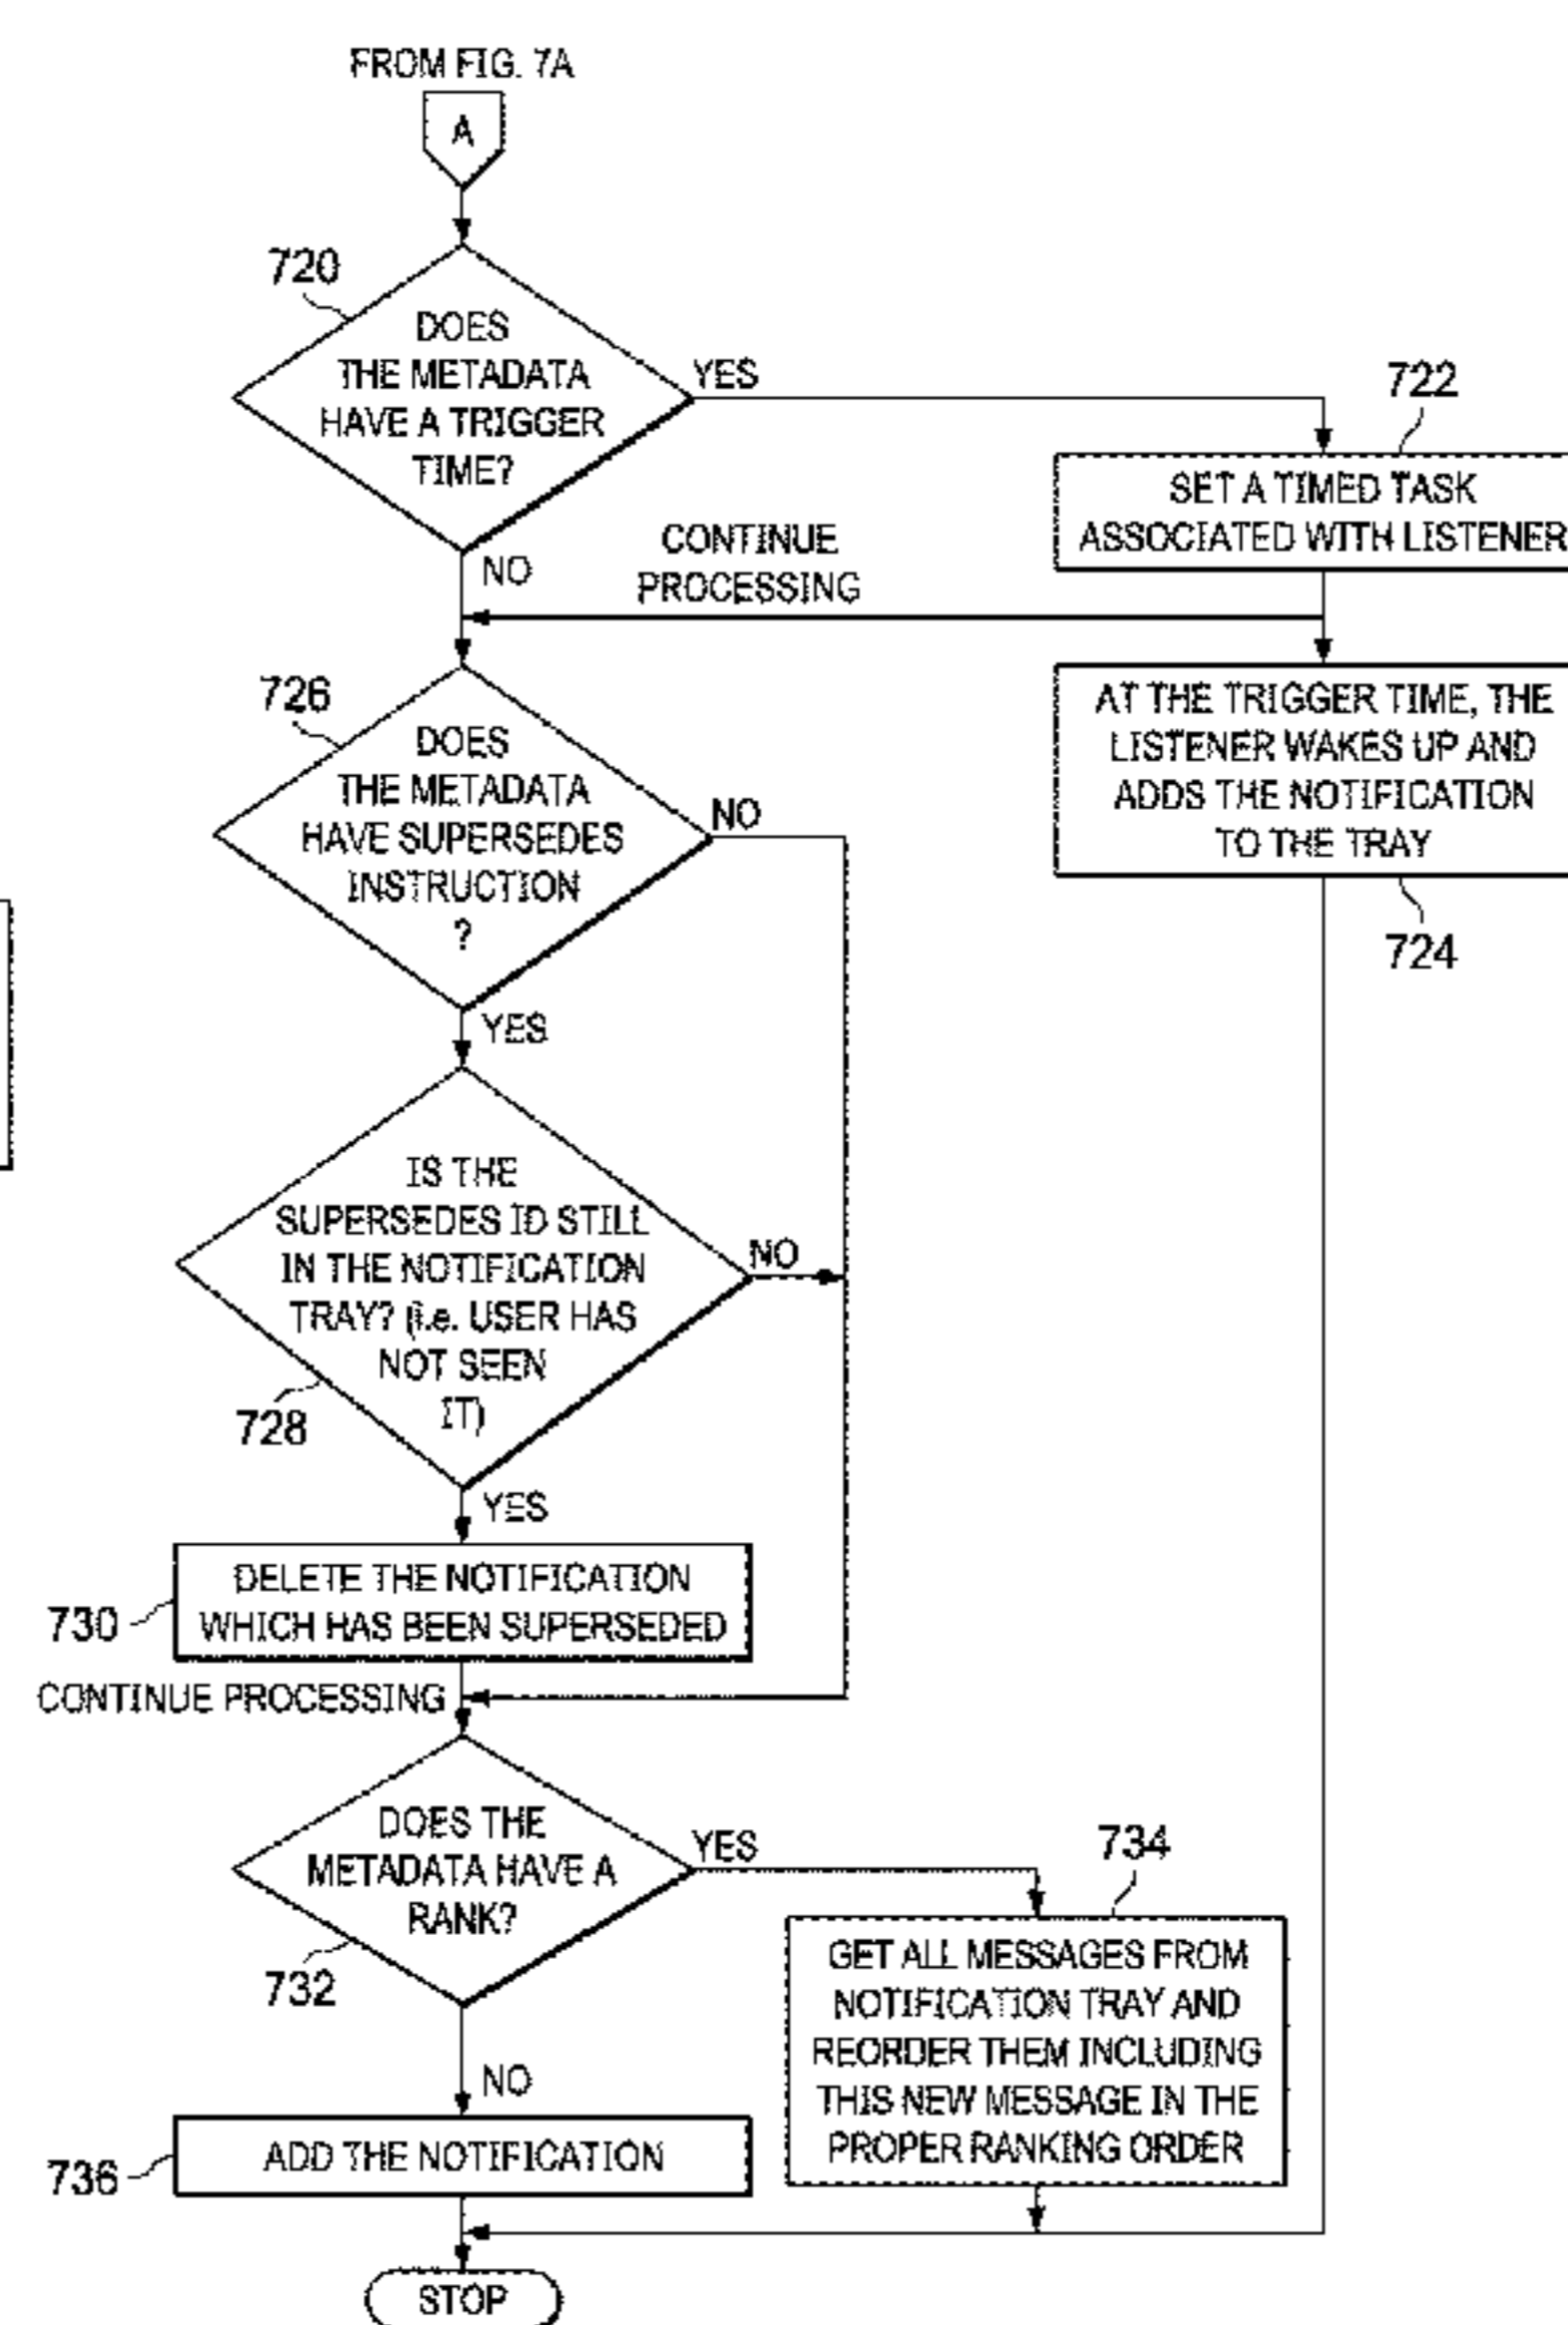 FROM FIG. 7A
A
720
DOES
THE METADATA
HAVE A TRIGGER
TIME?
YES
NO
722
SET A TIMED TASK
ASSOCIATED WITH LISTENER
CONTINUE
PROCESSING
AT THE TRIGGER TIME, THE
LISTENER WAKES UP AND
ADDS THE NOTIFICATION
TO THE TRAY
724
726
DOES
THE METADATA
HAVE SUPERSEDES
INSTRUCTION
?
NO
YES
IS THE
SUPERSEDES ID STILL
IN THE NOTIFICATION
TRAY? (i.e. USER HAS
NOT SEEN
IT)
728
NO
YES
730
DELETE THE NOTIFICATION
WHICH HAS BEEN SUPERSEDED
CONTINUE PROCESSING
DOES THE
METADATA HAVE A
RANK?
732
YES
NO
734
GET ALL MESSAGES FROM
NOTIFICATION TRAY AND
REORDER THEM INCLUDING
THIS NEW MESSAGE IN THE
PROPER RANKING ORDER
736
ADD THE NOTIFICATION
STOP